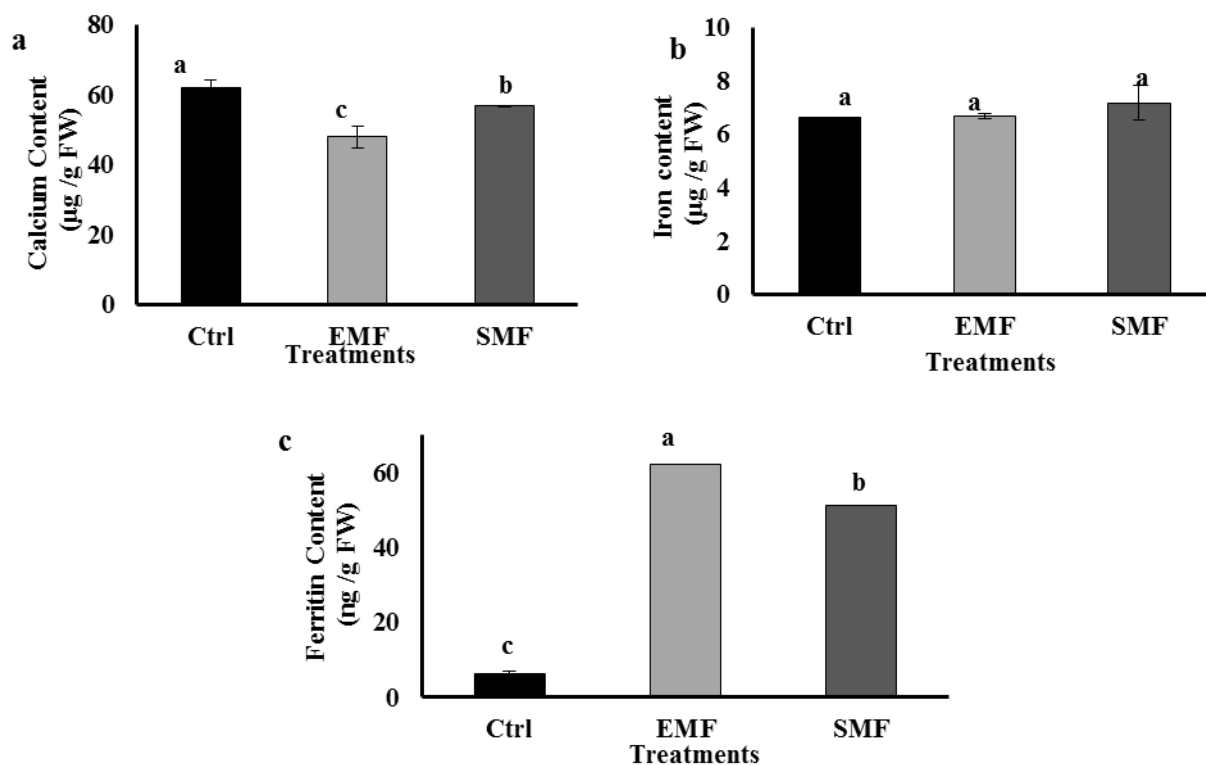 a
Calcium Content
(µg /g FW)
80
60
40
20
0
a
c
b
Ctrl
EMF
SMF
Treatments
b
Iron content
(µg /g FW)
10
8
6
4
2
0
a
a
a
Ctrl
EMF
SMF
Treatments
c
Ferritin Content
(ng /g FW)
60
40
20
0
c
a
b
Ctrl
EMF
SMF
Treatments